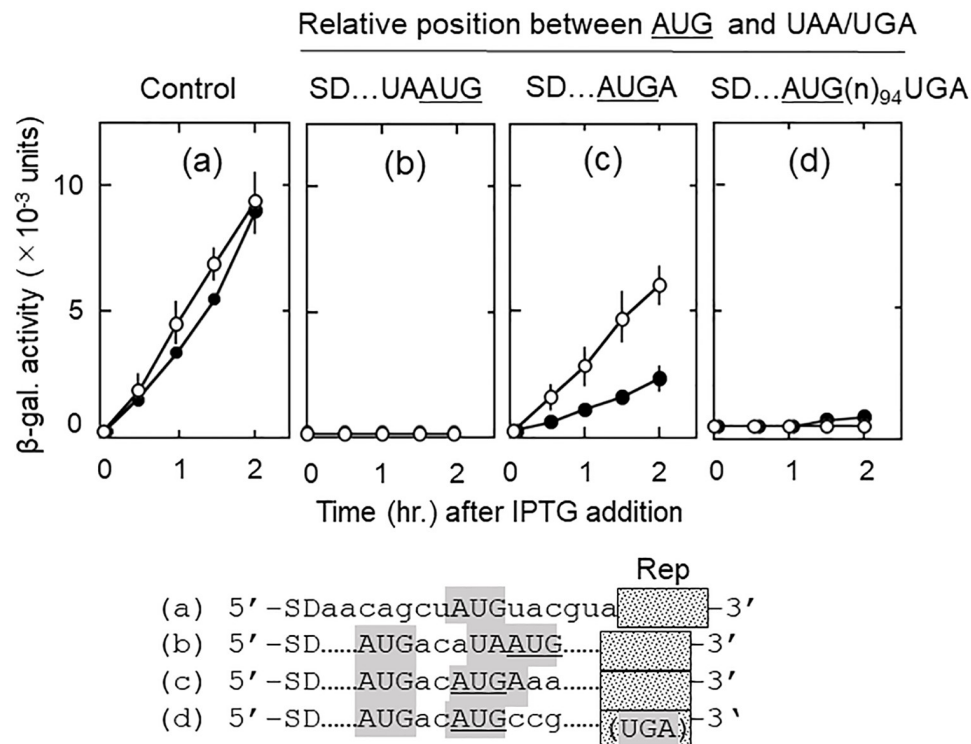 Relative position between AUG and UAA/UGA
Control SD...UAAUG SD...AUGA SD...AUG(n)₉₄UGA
β-gal. activity (×10⁻³ units)
(a) (b) (c) (d)
10
5
0
0 1 2 0 1 2 0 1 2 0 1 2
Time (hr.) after IPTG addition
Rep
(a) 5′-SDaacagcuAUGuacgua -3′
(b) 5′-SD……AUGacaUAAUG…… -3′
(c) 5′-SD……AUGacAUGAaa…… -3′
(d) 5′-SD……AUGacAUGccg…… (UGA) -3‘